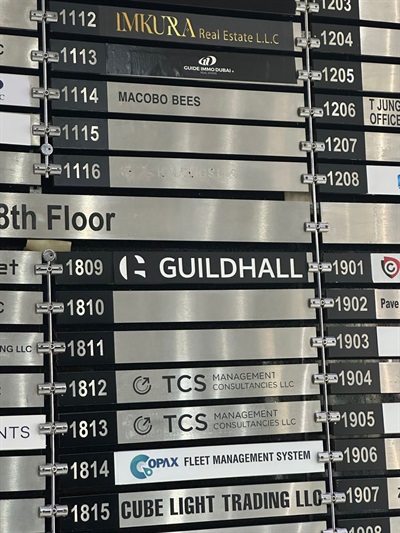 1112 IMKURA Real Estate L.L.C
1113 GUIDE IMMO DUBAI
1114 MACOBO BEES
1115
1116
8th Floor
1809 GUILDHALL
1810
1811
1812 TCS MANAGEMENT
CONSULTANCIES LLC
1813 TCS MANAGEMENT
CONSULTANCIES LLC
1814 COPAX FLEET MANAGEMENT SYSTEM
1815 CUBE LIGHT TRADING LLC
NG LLC
NTS
1203
1204
1205
1206 T JUNG
OFFICE
1207
1208
1901
1902 Pave
1903
1904
1905
1906
1907